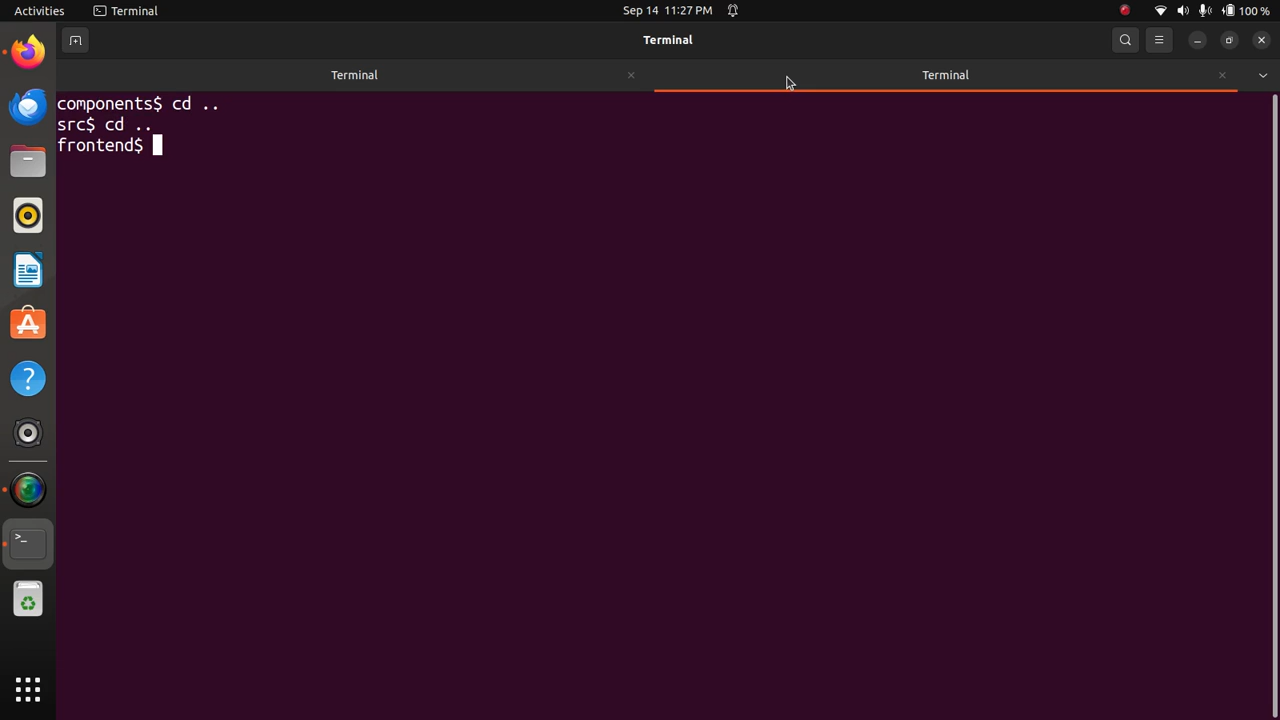 Activities
Terminal
Sep 14 11:27 PM
100 %
Terminal
Terminal
Terminal
components$ cd ..
src$ cd ..
frontend$